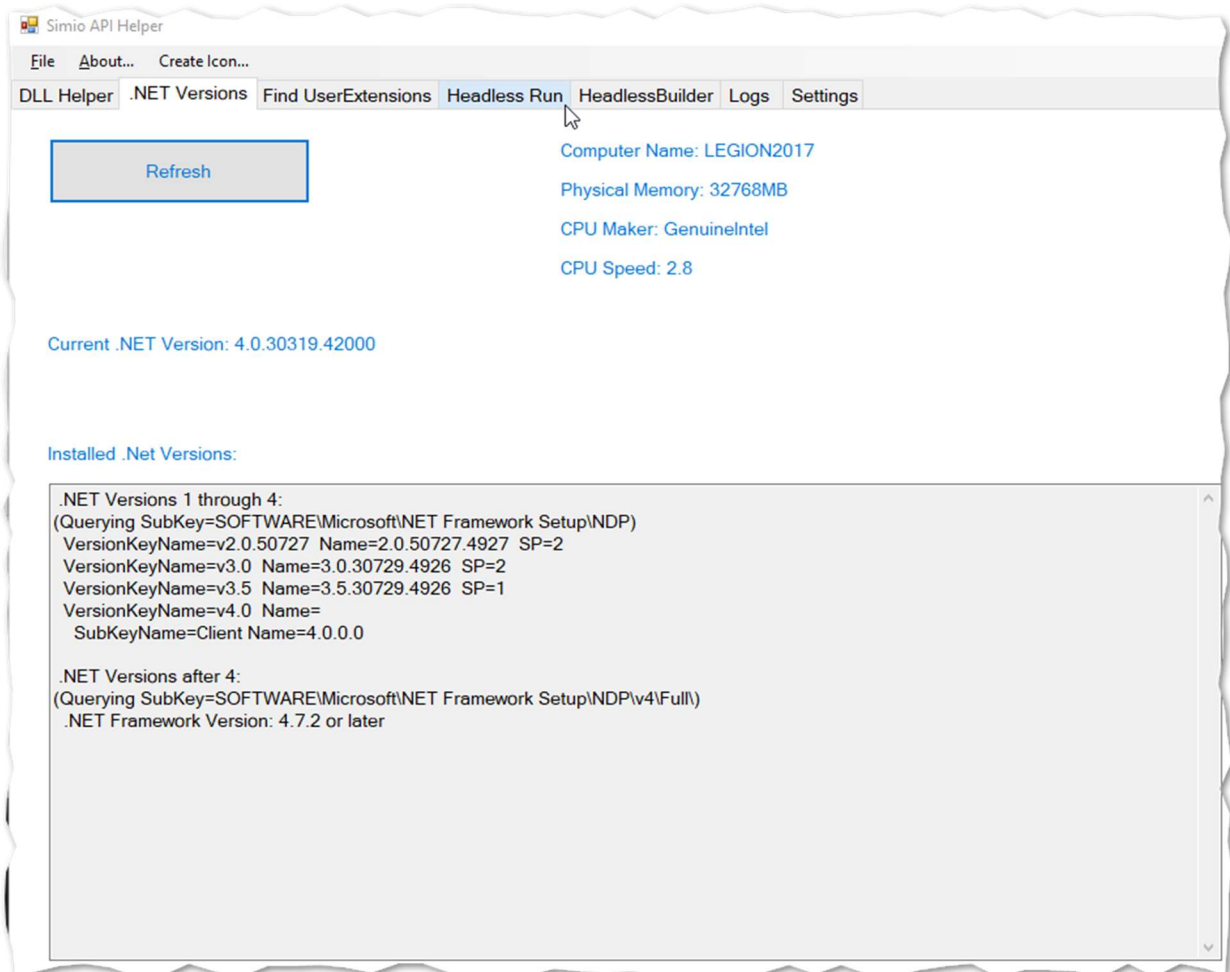 Simio API Helper
File About... Create Icon...
DLL Helper .NET Versions Find UserExtensions Headless Run HeadlessBuilder Logs Settings
Refresh
Computer Name: LEGION2017
Physical Memory: 32768MB
CPU Maker: GenuineIntel
CPU Speed: 2.8
Current .NET Version: 4.0.30319.42000
Installed .Net Versions:
.NET Versions 1 through 4:
(Querying SubKey=SOFTWARE\Microsoft\NET Framework Setup\NDP)
VersionKeyName=v2.0.50727 Name=2.0.50727.4927 SP=2
VersionKeyName=v3.0 Name=3.0.30729.4926 SP=2
VersionKeyName=v3.5 Name=3.5.30729.4926 SP=1
VersionKeyName=v4.0 Name=
SubKeyName=Client Name=4.0.0.0
.NET Versions after 4:
(Querying SubKey=SOFTWARE\Microsoft\NET Framework Setup\NDP\v4\Full\)
.NET Framework Version: 4.7.2 or later